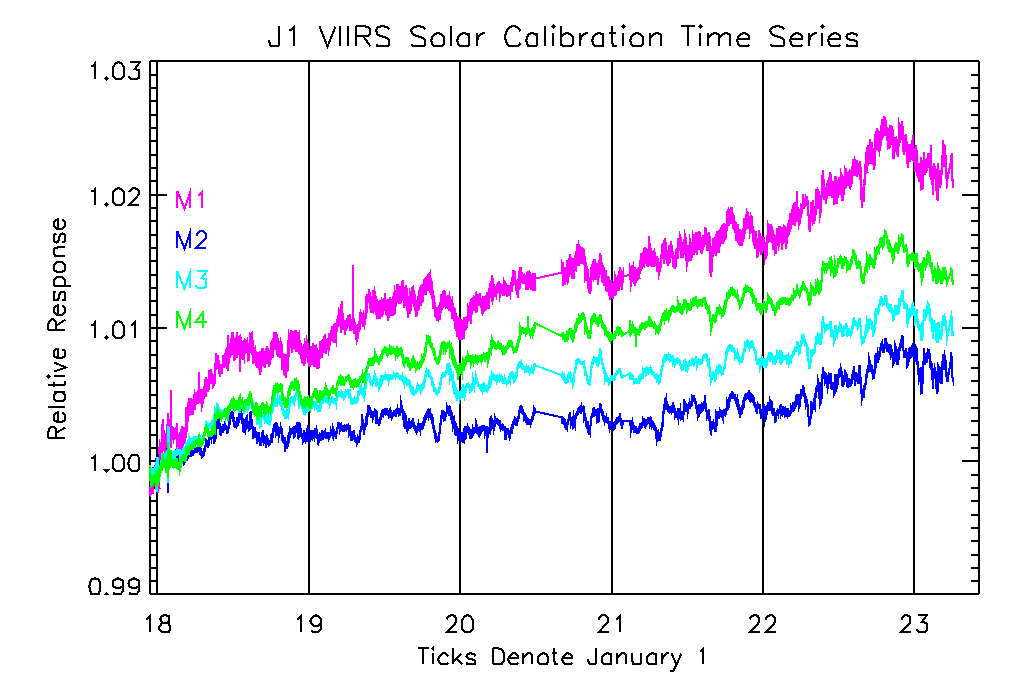 J1 VIIRS Solar Calibration Time Series
1.03
1.02
M1
M2
M3
M4
1.01
1.00
0.99
Relative Response
18 19 20 21 22 23
Ticks Denote January 1